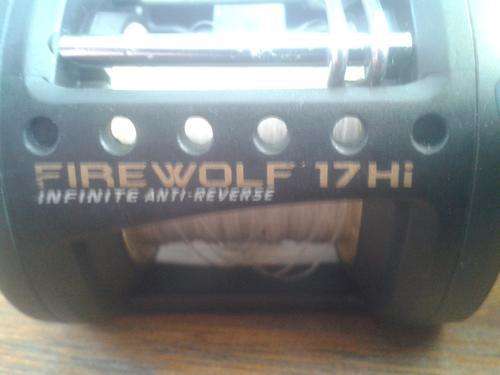 FIREWOLF 17Hi
INFINITE ANTI-REVERSE